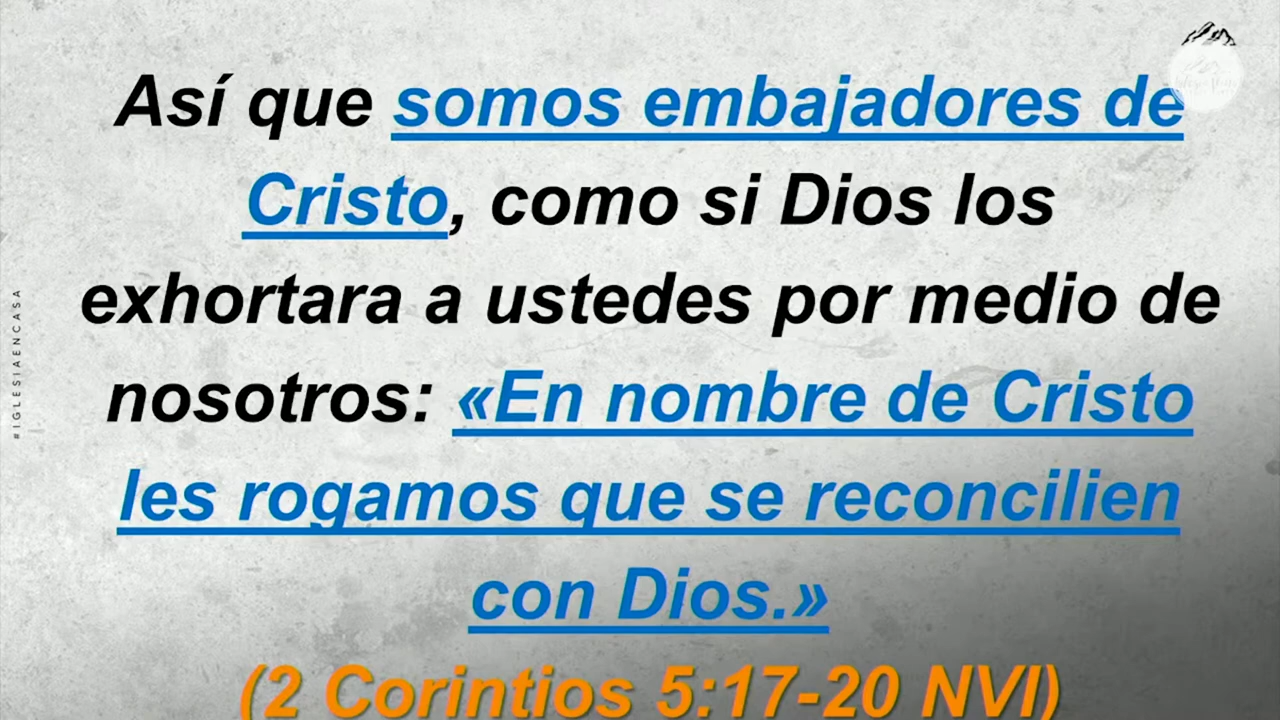 Así que somos embajadores de
Cristo, como si Dios los
exhortara a ustedes por medio de
nosotros: «En nombre de Cristo
les rogamos que se reconcilien
con Dios.»
(2 Corintios 5:17-20 NVI)
#IGLESIAENCASA